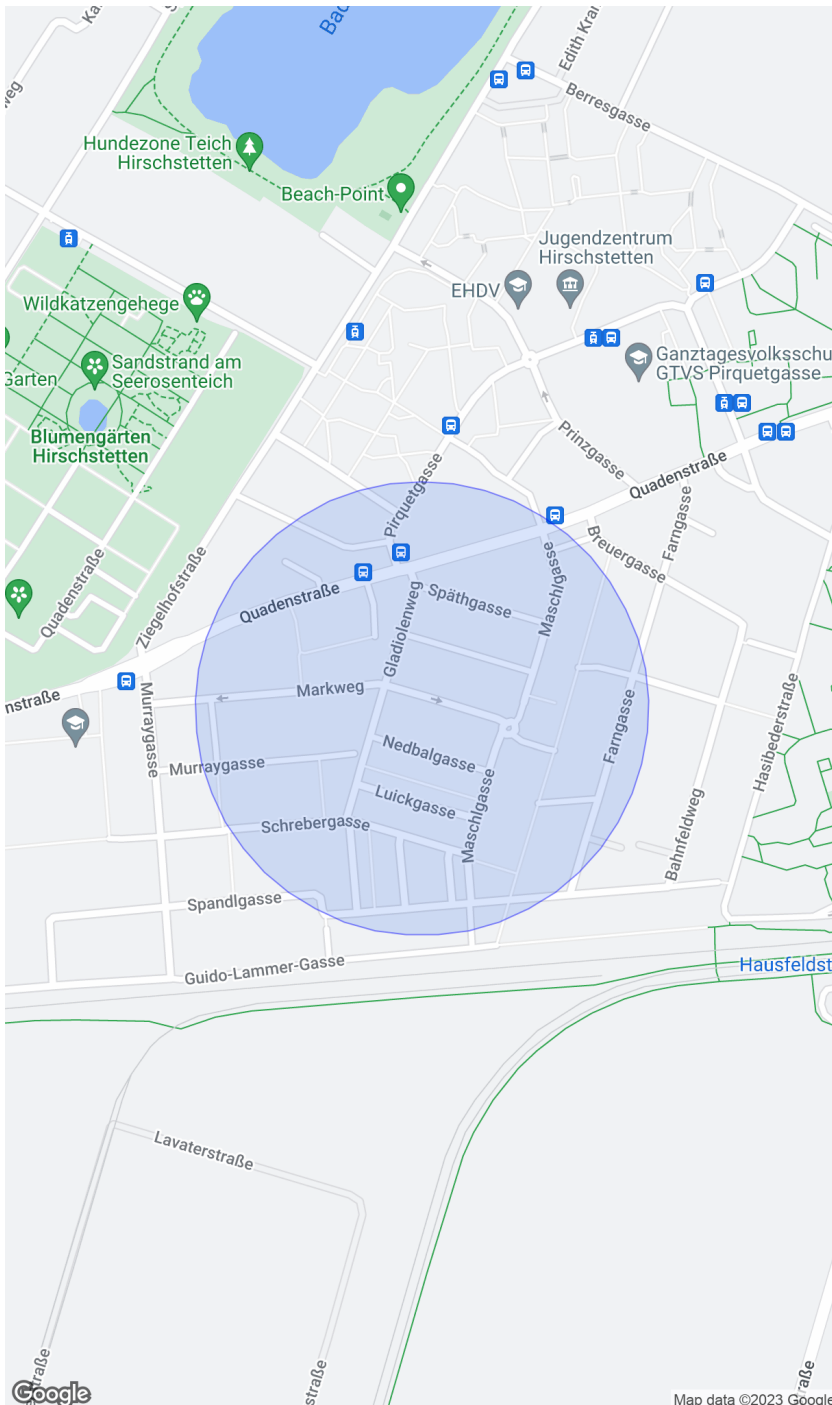 Berresgasse
Hundezone Teich
Hirschstetten
Beach-Point
Jugendzentrum
Hirschstetten
EHDV
Wildkatzengehege
Ganztagesvolksschu
GTVS Pirquetgasse
Sandstrand am
Seerosenteich
Garten
Blumengärten
Hirschstetten
Prinzgasse
Pirquetgasse
Quadenstraße
Farngasse
Breuergasse
Maschlgasse
Quadenstraße
Ziegelhofstraße
Quadenstraße
Späthgasse
Gladiolenweg
nstraße
Markweg
Murraygasse
Murraygasse
Nedbalgasse
Farngasse
Hasibederstraße
Luickgasse
Maschlgasse
Schrebergasse
Bahnfeldweg
Spandlgasse
Guido-Lammer-Gasse
Hausfeldst
Lavaterstraße
straße
raße
Google
Map data ©2023 Google